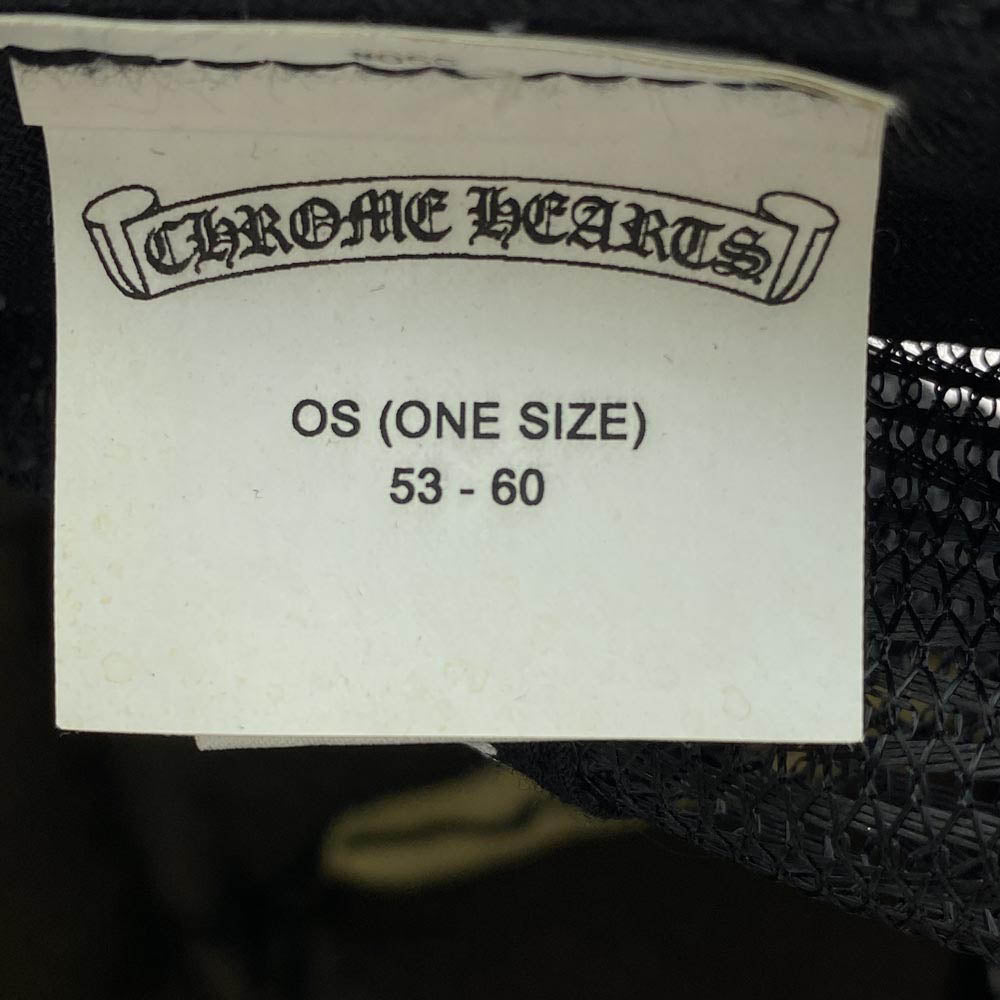 CHROME HEARTS
OS (ONE SIZE)
53 - 60